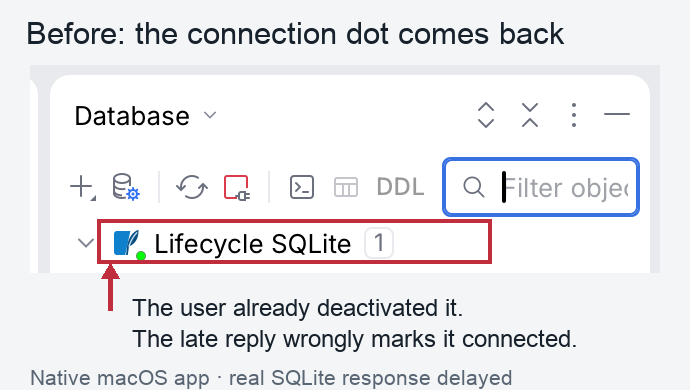 Before: the connection dot comes back
Database
DDL
Filter objec
Lifecycle SQLite 1
The user already deactivated it.
The late reply wrongly marks it connected.
Native macOS app · real SQLite response delayed